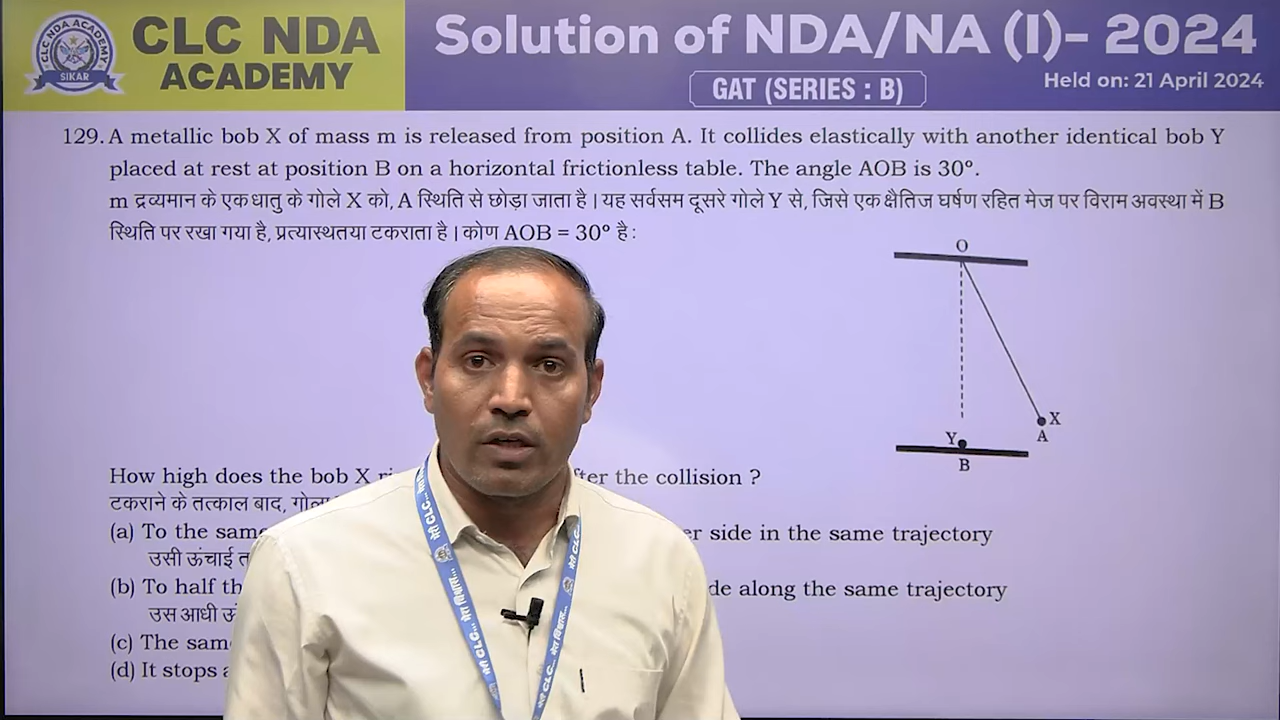 CLC NDA
ACADEMY
CLC NDA ACADEMY
SIKAR
Solution of NDA/NA (I)- 2024
GAT (SERIES : B)
Held on: 21 April 2024
129. A metallic bob X of mass m is released from position A. It collides elastically with another identical bob Y
placed at rest at position B on a horizontal frictionless table. The angle AOB is 30°.
m द्रव्यमान के एक धातु के गोले X को, A स्थिति से छोड़ा जाता है । यह सर्वसम दूसरे गोले Y से, जिसे एक क्षैतिज घर्षण रहित मेज पर विराम अवस्था में B
स्थिति पर रखा गया है, प्रत्यास्थतया टकराता है । कोण AOB = 30° है :
O
X
A
Y
B
How high does the bob X after the collision ?
टकराने के तत्काल बाद,
(a) To the same side in the same trajectory
उसी ऊंचाई
(b) To half along the same trajectory
उस आधी
(c) The same
(d) It stops